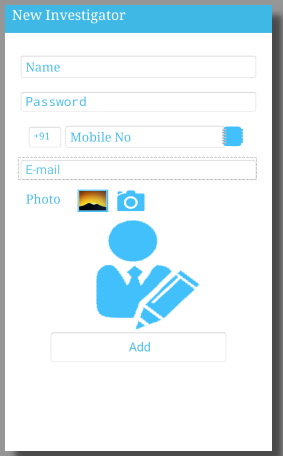 New Investigator
Name
Password
+91 Mobile No
E-mail
Photo
Add